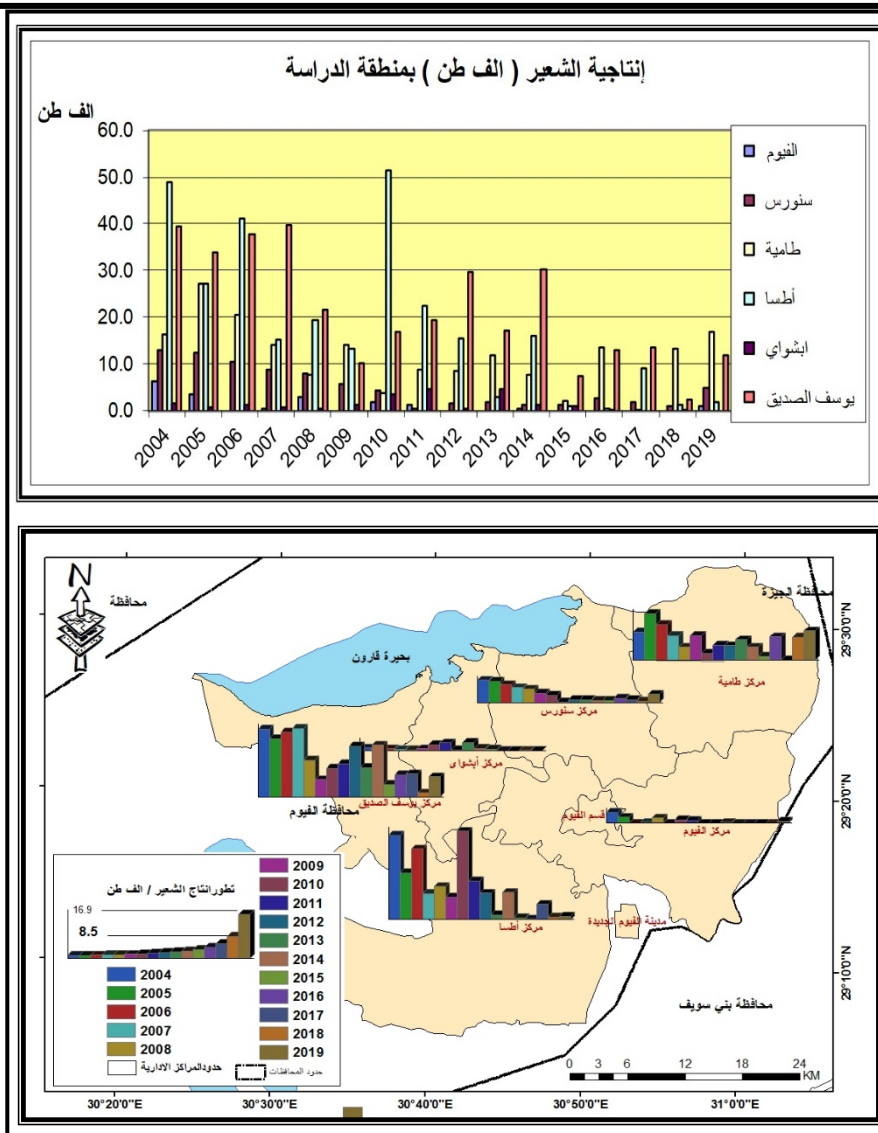 إنتاجية الشعير ( الف طن ) بمنطقة الدراسة
الف طن
60.0
50.0
40.0
30.0
20.0
10.0
0.0
2004 2005 2006 2007 2008 2009 2010 2011 2012 2013 2014 2015 2016 2017 2018 2019
الفيوم
سنورس
طامية
أطسا
ابشواي
يوسف الصديق
N
محافظة
محافظة الجيزة
بحيرة قارون
مركز طامية
مركز سنورس
مركز أبشواى
مركز يوسف الصديق
محافظة الفيوم
قسم الفيوم
مركز الفيوم
مركز أطسا
مدينة الفيوم الجديدة
محافظة بني سويف
29°30'0"N
29°20'0"N
29°10'0"N
تطورانتاج الشعير / الف طن
16.9
8.5
2004
2005
2006
2007
2008
2009
2010
2011
2012
2013
2014
2015
2016
2017
2018
2019
حدودالمراكز الادارية
حدود المحافظات
0 3 6 12 18 24
KM
30°20'0"E 30°30'0"E 30°40'0"E 30°50'0"E 31°0'0"E